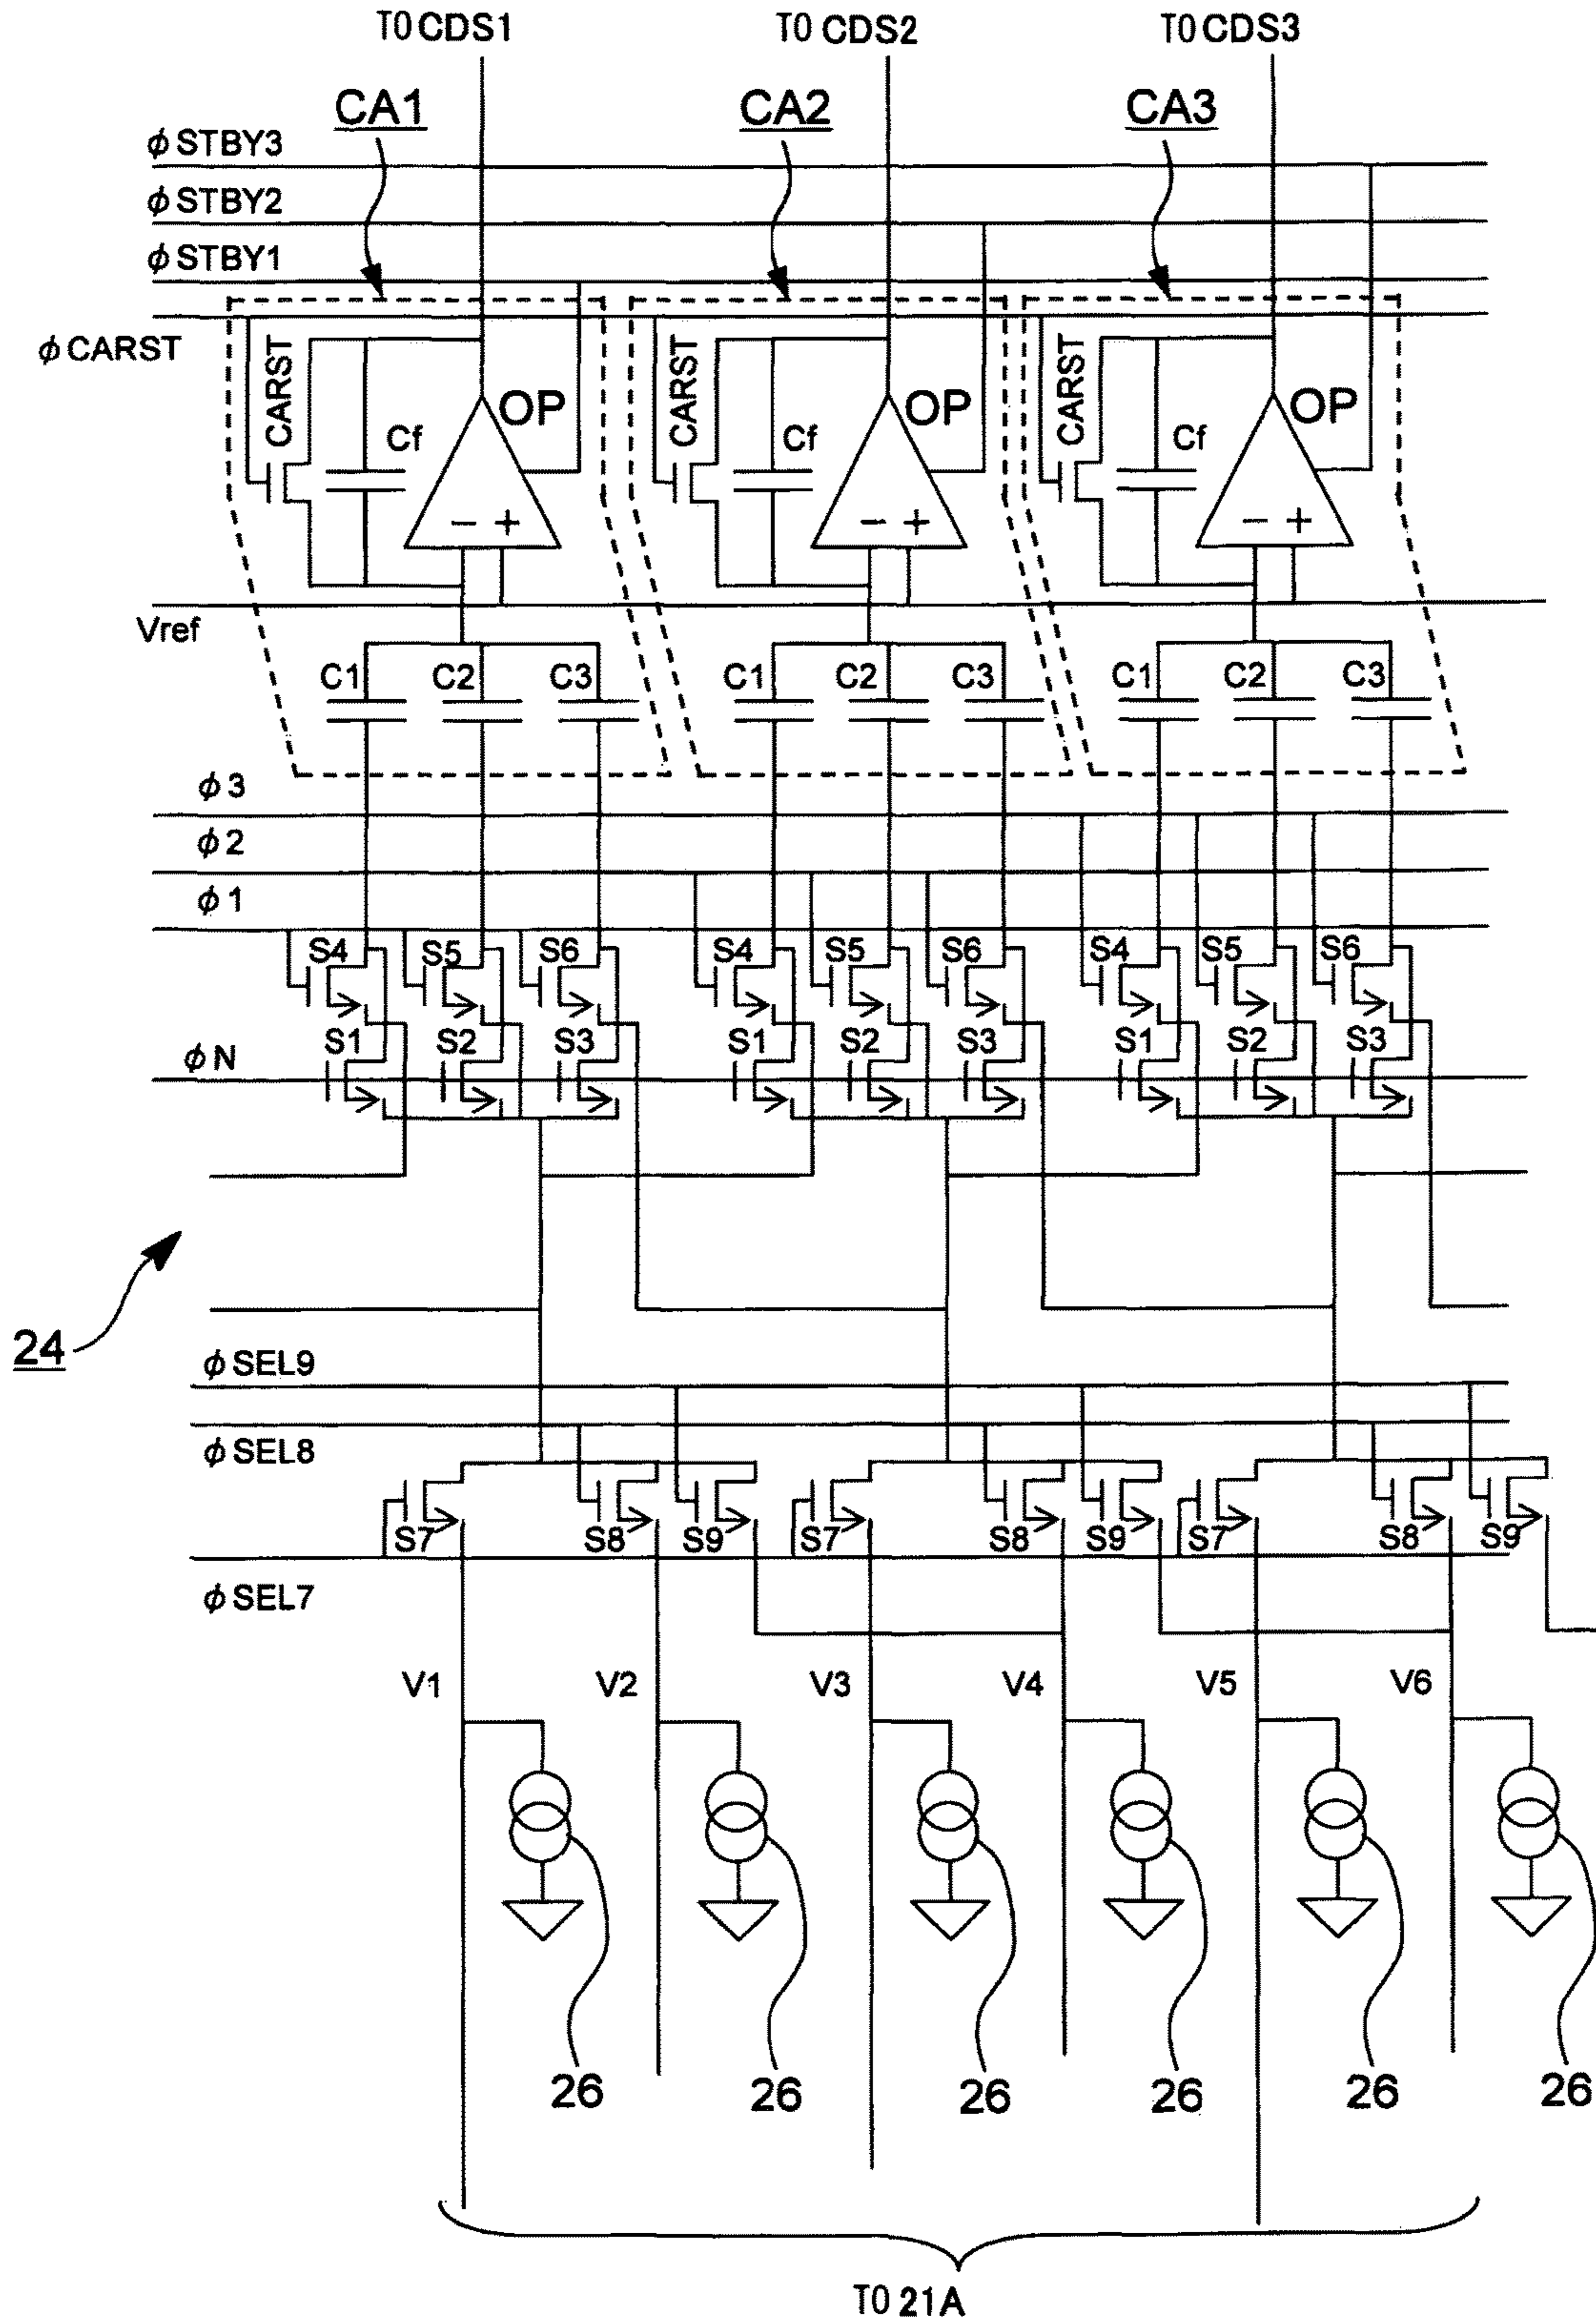 TO CDS1 TO CDS2 TO CDS3
CA1 CA2 CA3
φSTBY3
φSTBY2
φSTBY1
φCARST
CARST CARST CARST
OP OP OP
Cf Cf Cf
- + - + - +
Vref
C1 C2 C3 C1 C2 C3 C1 C2 C3
φ3
φ2
φ1
S4 S5 S6 S4 S5 S6 S4 S5 S6
S1 S2 S3 S1 S2 S3 S1 S2 S3
φN
24
φSEL9
φSEL8
S7 S8 S9 S7 S8 S9 S7 S8 S9
φSEL7
V1 V2 V3 V4 V5 V6
26 26 26 26 26 26
TO 21A